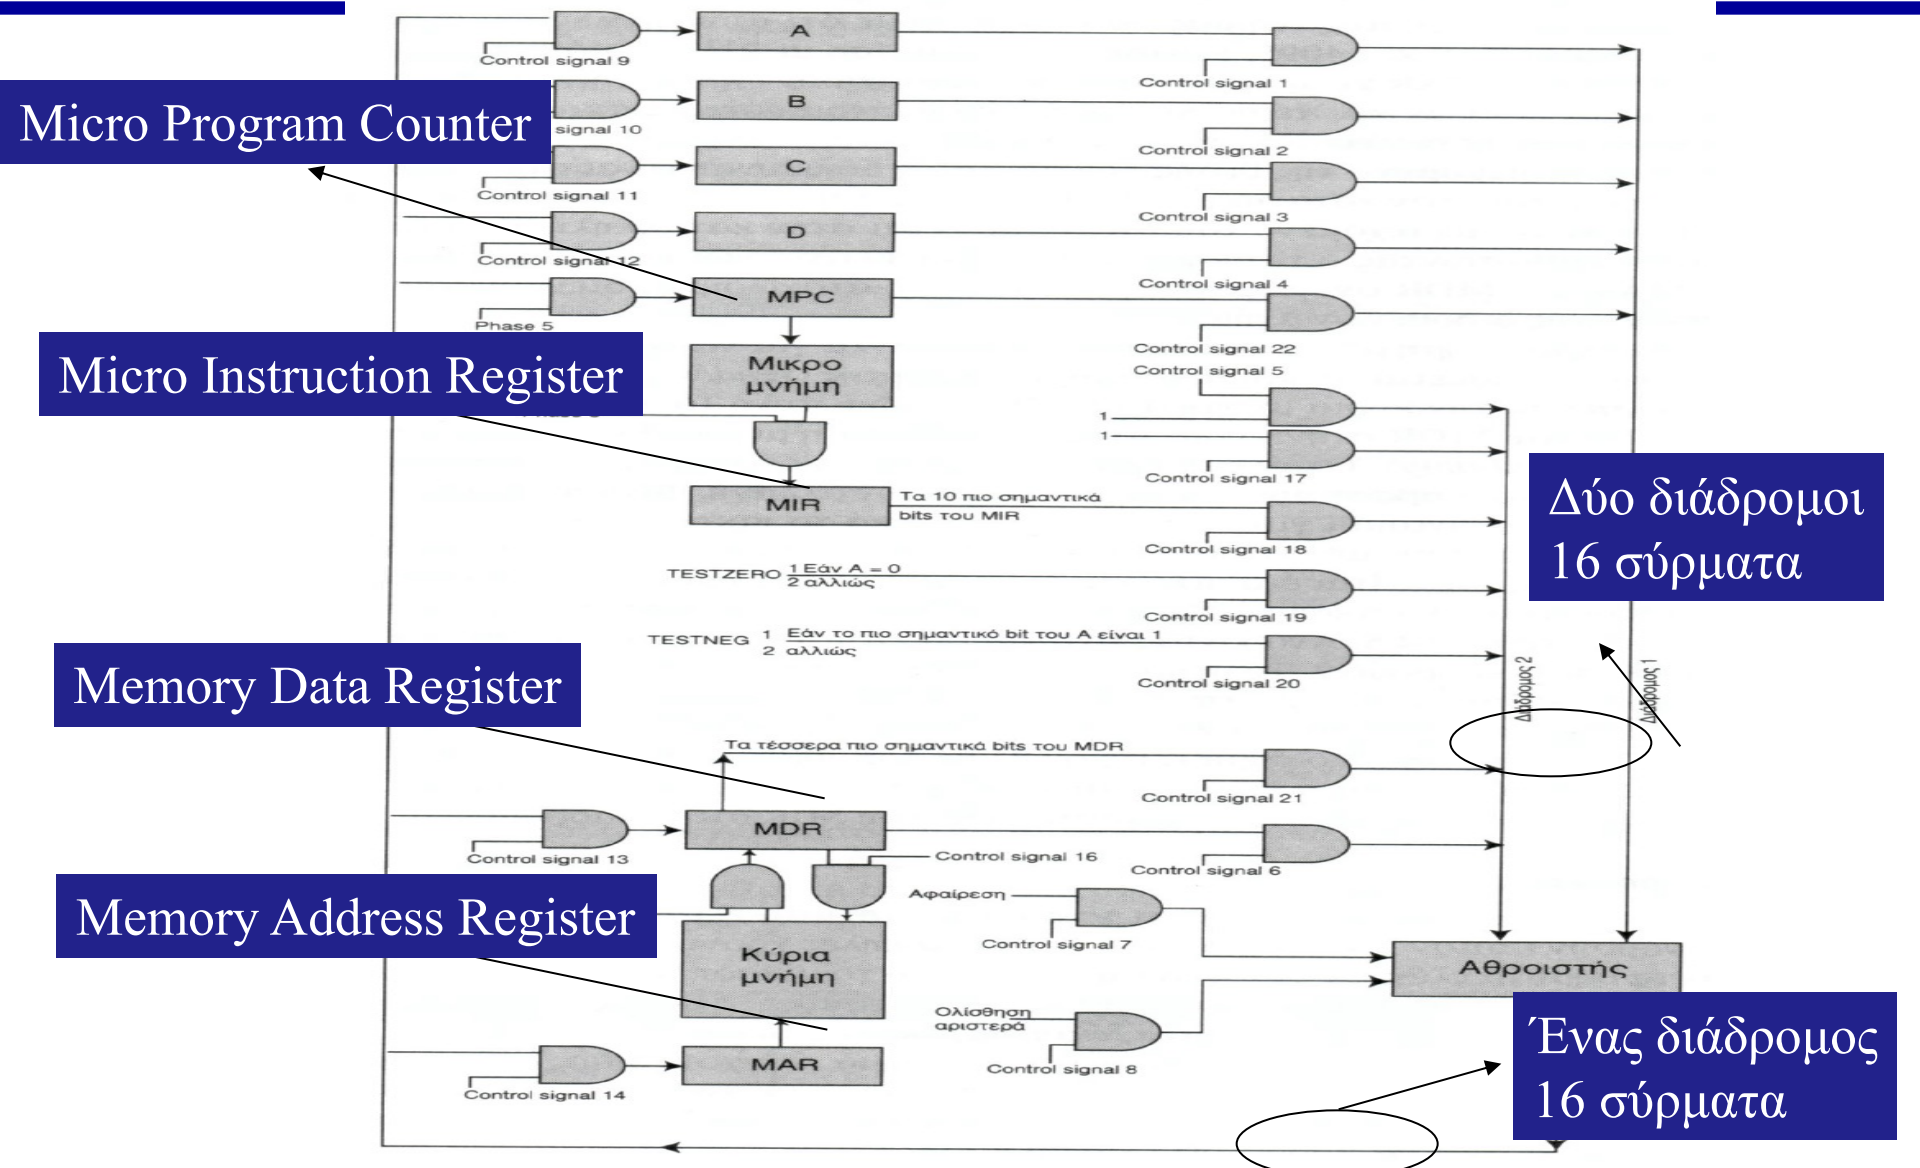 A
Control signal 9
Control signal 1
Micro Program Counter
B
signal 10
Control signal 2
C
Control signal 11
Control signal 3
D
Control signal 12
Control signal 4
MPC
Phase 5
Control signal 22
Micro Instruction Register
Μικρο
μνήμη
Control signal 5
1
1
Control signal 17
MIR
Τα 10 πιο σημαντικά
bits του MIR
Control signal 18
Δύο διάδρομοι
16 σύρματα
TESTZERO
1 Εάν A = 0
2 αλλιώς
Control signal 19
TESTNEG
1 Εάν το πιο σημαντικό bit του A είναι 1
2 αλλιώς
Control signal 20
Διάδρομος 2
Διάδρομος 1
Memory Data Register
Τα τέσσερα πιο σημαντικά bits του MDR
Control signal 21
MDR
Control signal 13
Control signal 16
Control signal 6
Memory Address Register
Αφαίρεση
Control signal 7
Κύρια
μνήμη
Αθροιστής
Ολίσθηση
αριστερά
Control signal 8
MAR
Control signal 14
Ένας διάδρομος
16 σύρματα